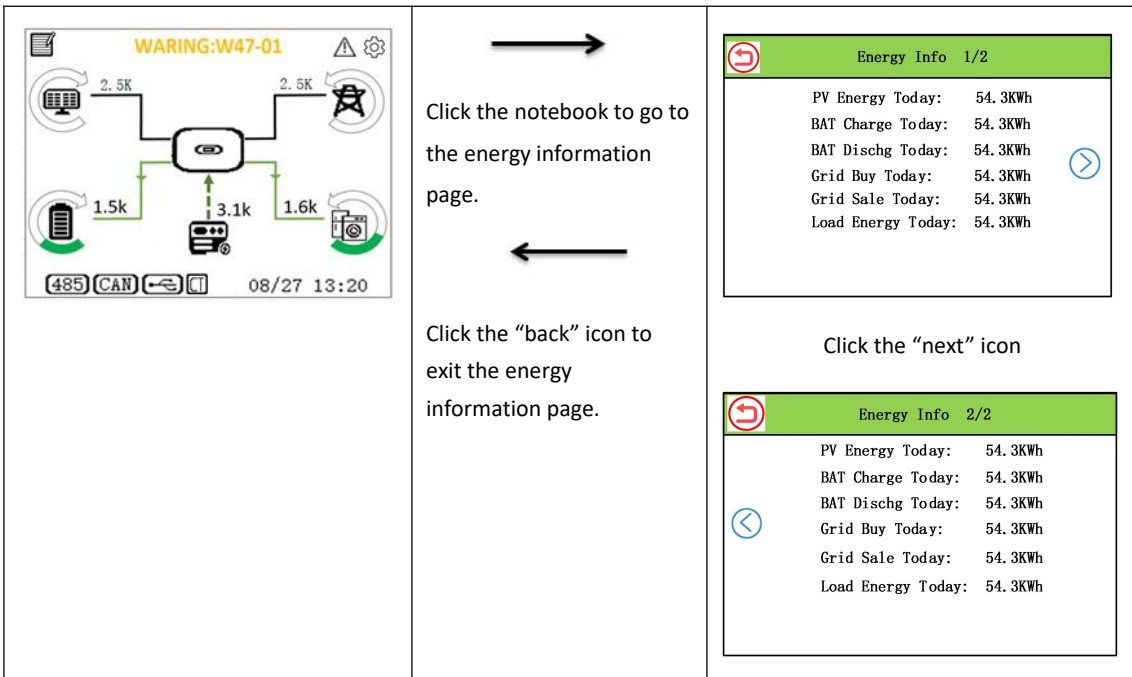 WARING:W47-01
2.5K
2.5K
1.5k
3.1k
1.6k
485 CAN CT 08/27 13:20
Click the notebook to go to
the energy information
page.
Click the “back” icon to
exit the energy
information page.
Energy Info 1/2
PV Energy Today: 54.3KWh
BAT Charge Today: 54.3KWh
BAT Dischg Today: 54.3KWh
Grid Buy Today: 54.3KWh
Grid Sale Today: 54.3KWh
Load Energy Today: 54.3KWh
Click the “next” icon
Energy Info 2/2
PV Energy Today: 54.3KWh
BAT Charge Today: 54.3KWh
BAT Dischg Today: 54.3KWh
Grid Buy Today: 54.3KWh
Grid Sale Today: 54.3KWh
Load Energy Today: 54.3KWh